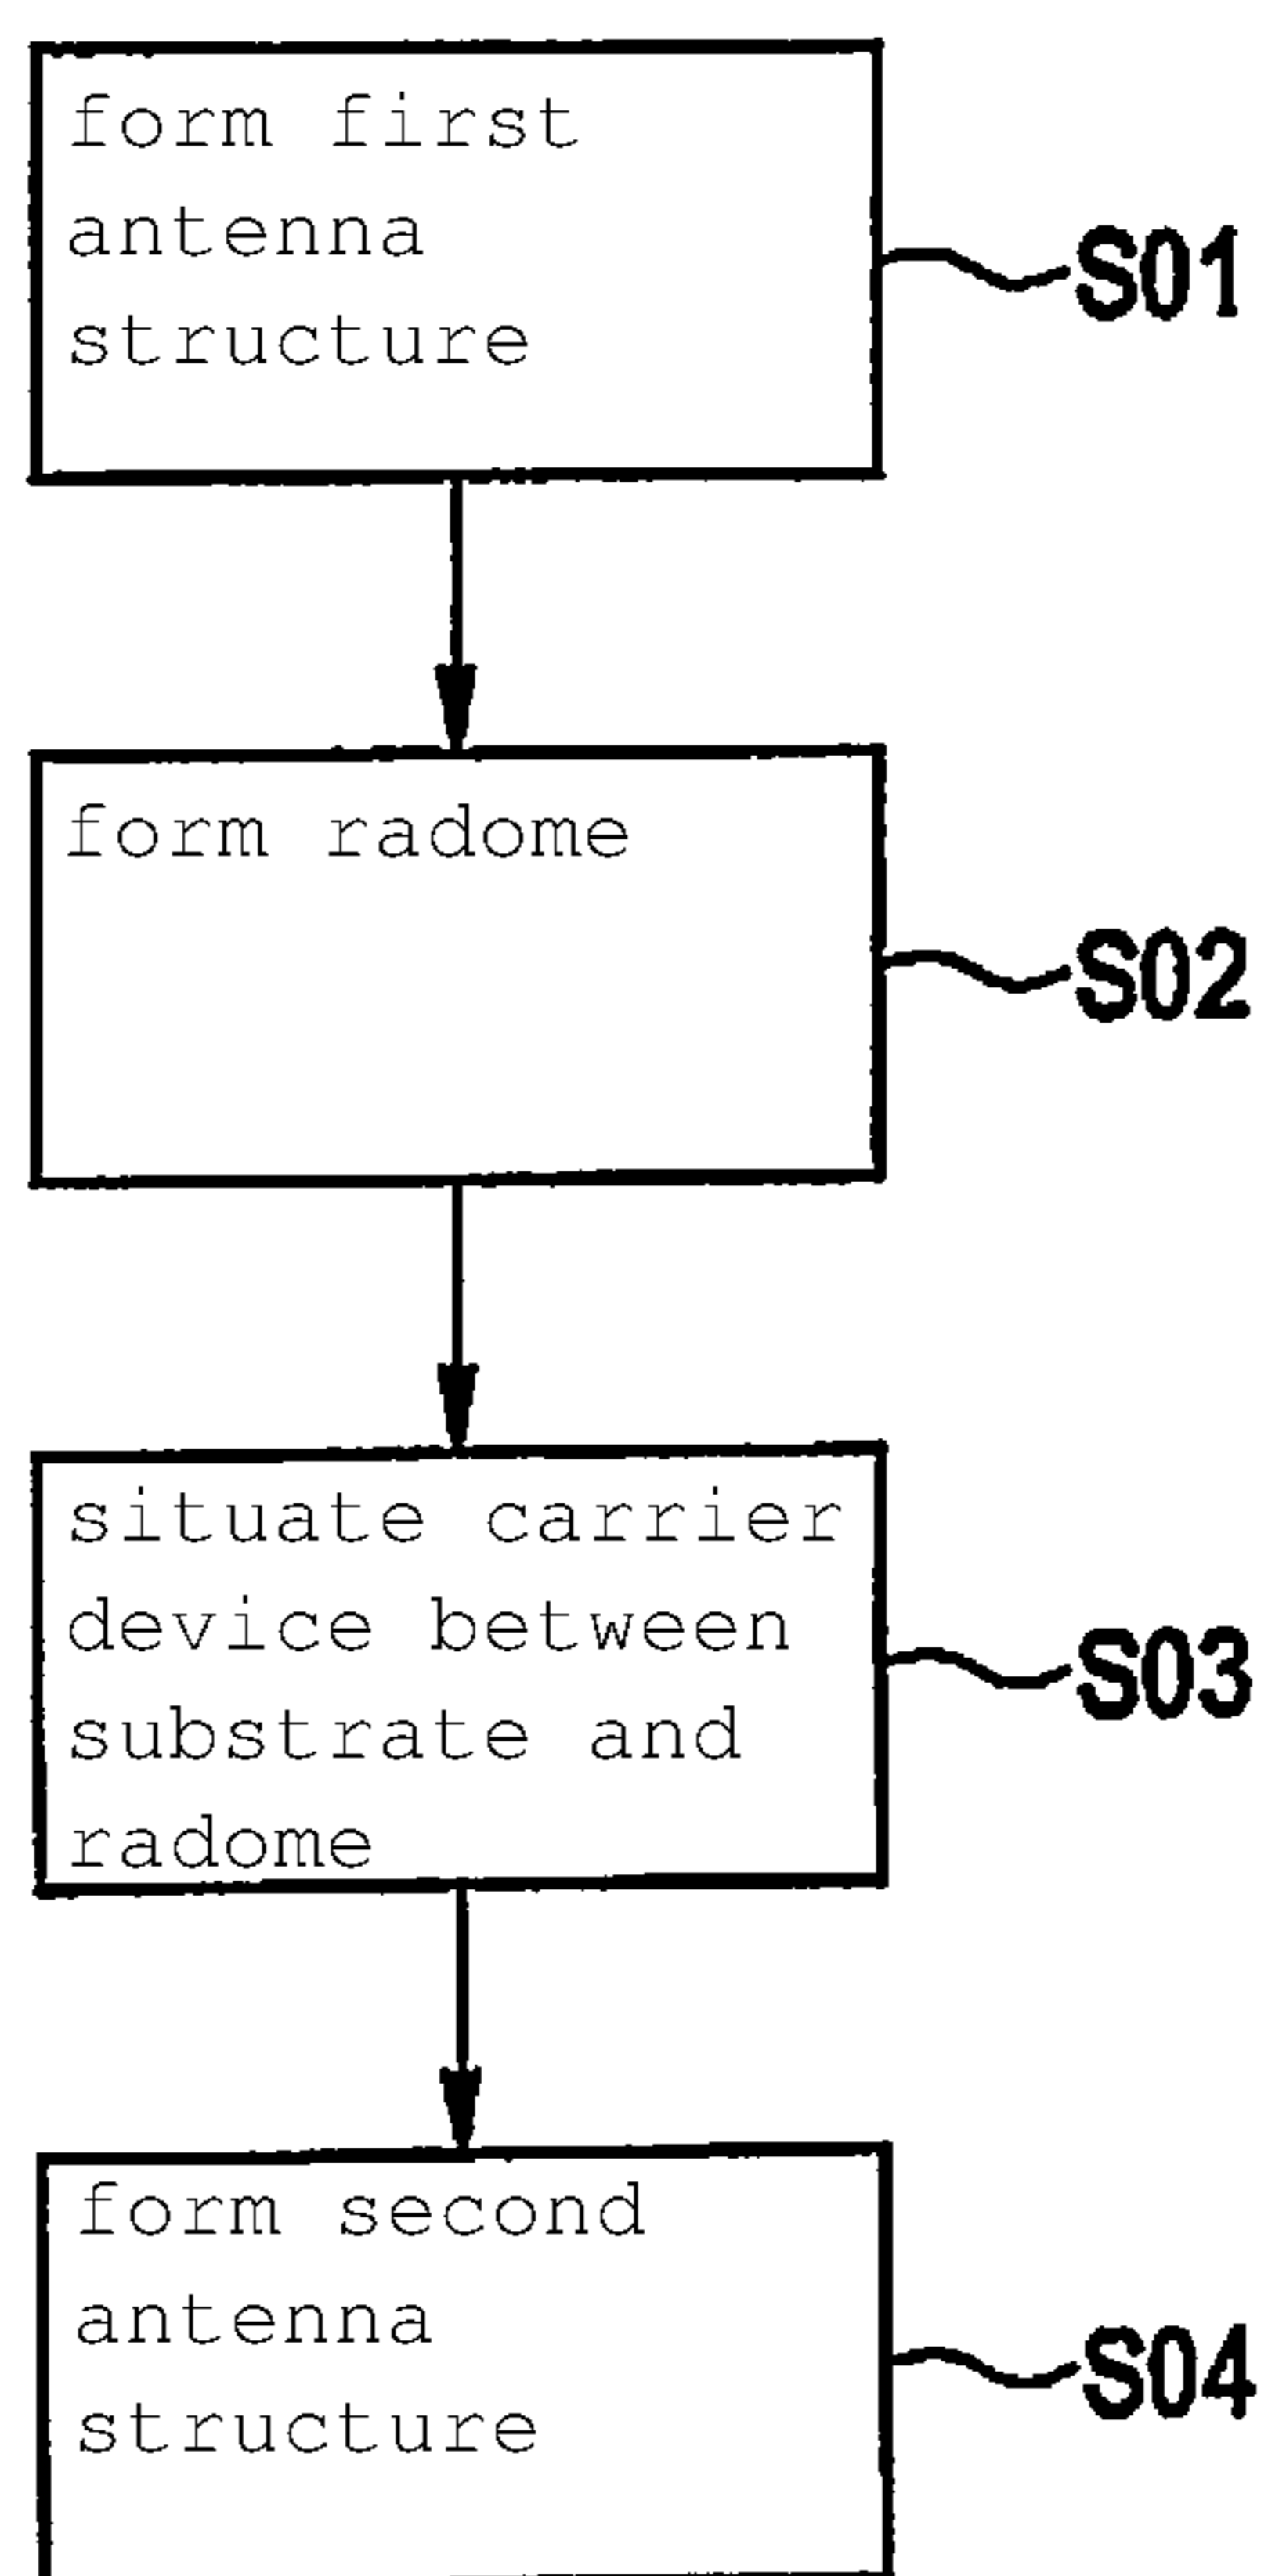 form first
antenna
structure
S01
form radome
S02
situate carrier
device between
substrate and
radome
S03
form second
antenna
structure
S04